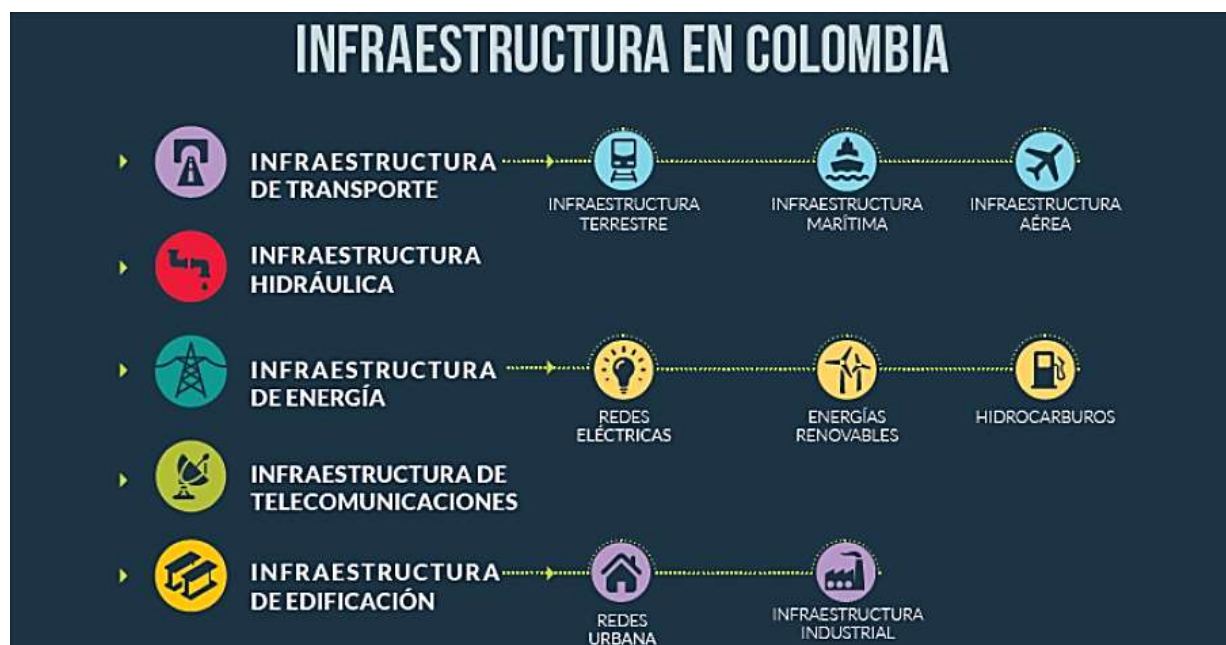 INFRAESTRUCTURA EN COLOMBIA
INFRAESTRUCTURA
DE TRANSPORTE
INFRAESTRUCTURA
TERRESTRE
INFRAESTRUCTURA
MARÍTIMA
INFRAESTRUCTURA
AÉREA
INFRAESTRUCTURA
HIDRÁULICA
INFRAESTRUCTURA
DE ENERGÍA
REDES
ELÉCTRICAS
ENERGÍAS
RENOVABLES
HIDROCARBUROS
INFRAESTRUCTURA DE
TELECOMUNICACIONES
INFRAESTRUCTURA
DE EDIFICACIÓN
REDES
URBANA
INFRAESTRUCTURA
INDUSTRIAL